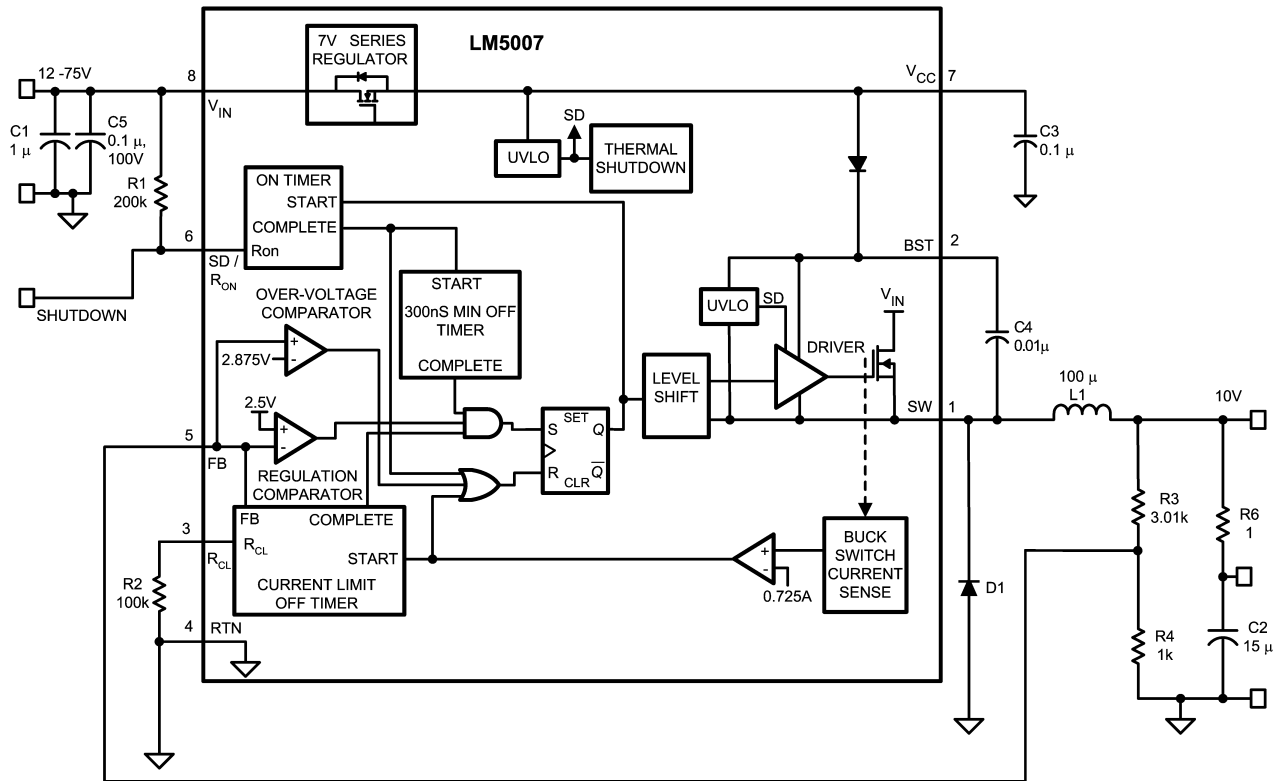 LM5007
7V SERIES
REGULATOR
12 -75V
8
V_IN
V_CC
7
C1
1 µ
C5
0.1 µ,
100V
R1
200k
SD
UVLO
THERMAL
SHUTDOWN
C3
0.1 µ
ON TIMER
START
COMPLETE
Ron
6
SD /
R_ON
SHUTDOWN
BST
2
START
300nS MIN OFF
TIMER
COMPLETE
OVER-VOLTAGE
COMPARATOR
+
-
2.875V
UVLO
SD
V_IN
DRIVER
LEVEL
SHIFT
C4
0.01µ
SW
1
100 µ
L1
10V
2.5V
+
-
5
FB
REGULATION
COMPARATOR
S
SET
Q
R
CLR
Q̅
FB
COMPLETE
R_CL
START
CURRENT LIMIT
OFF TIMER
3
R_CL
R2
100k
4
RTN
+
-
0.725A
BUCK
SWITCH
CURRENT
SENSE
D1
R3
3.01k
R6
1
R4
1k
C2
15 µ